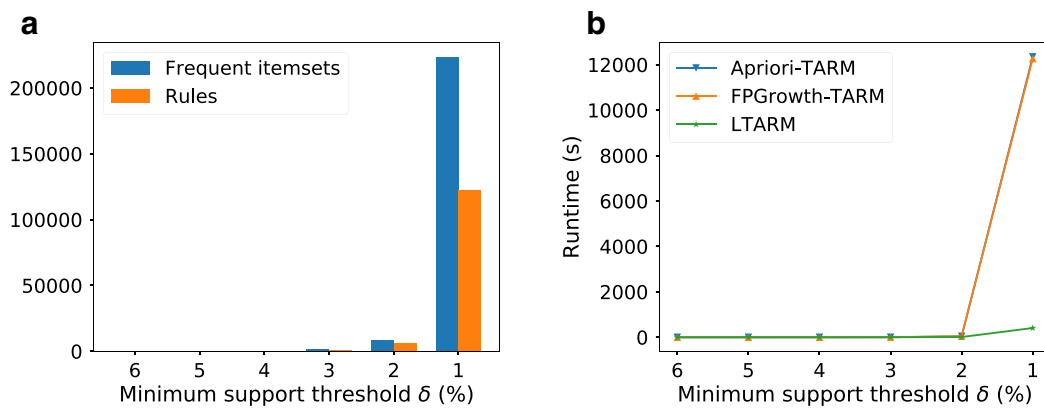 a
Frequent itemsets
Rules
200000
150000
100000
50000
0
6 5 4 3 2 1
Minimum support threshold δ (%)
b
Apriori-TARM
FPGrowth-TARM
LTARM
Runtime (s)
12000
10000
8000
6000
4000
2000
0
6 5 4 3 2 1
Minimum support threshold δ (%)